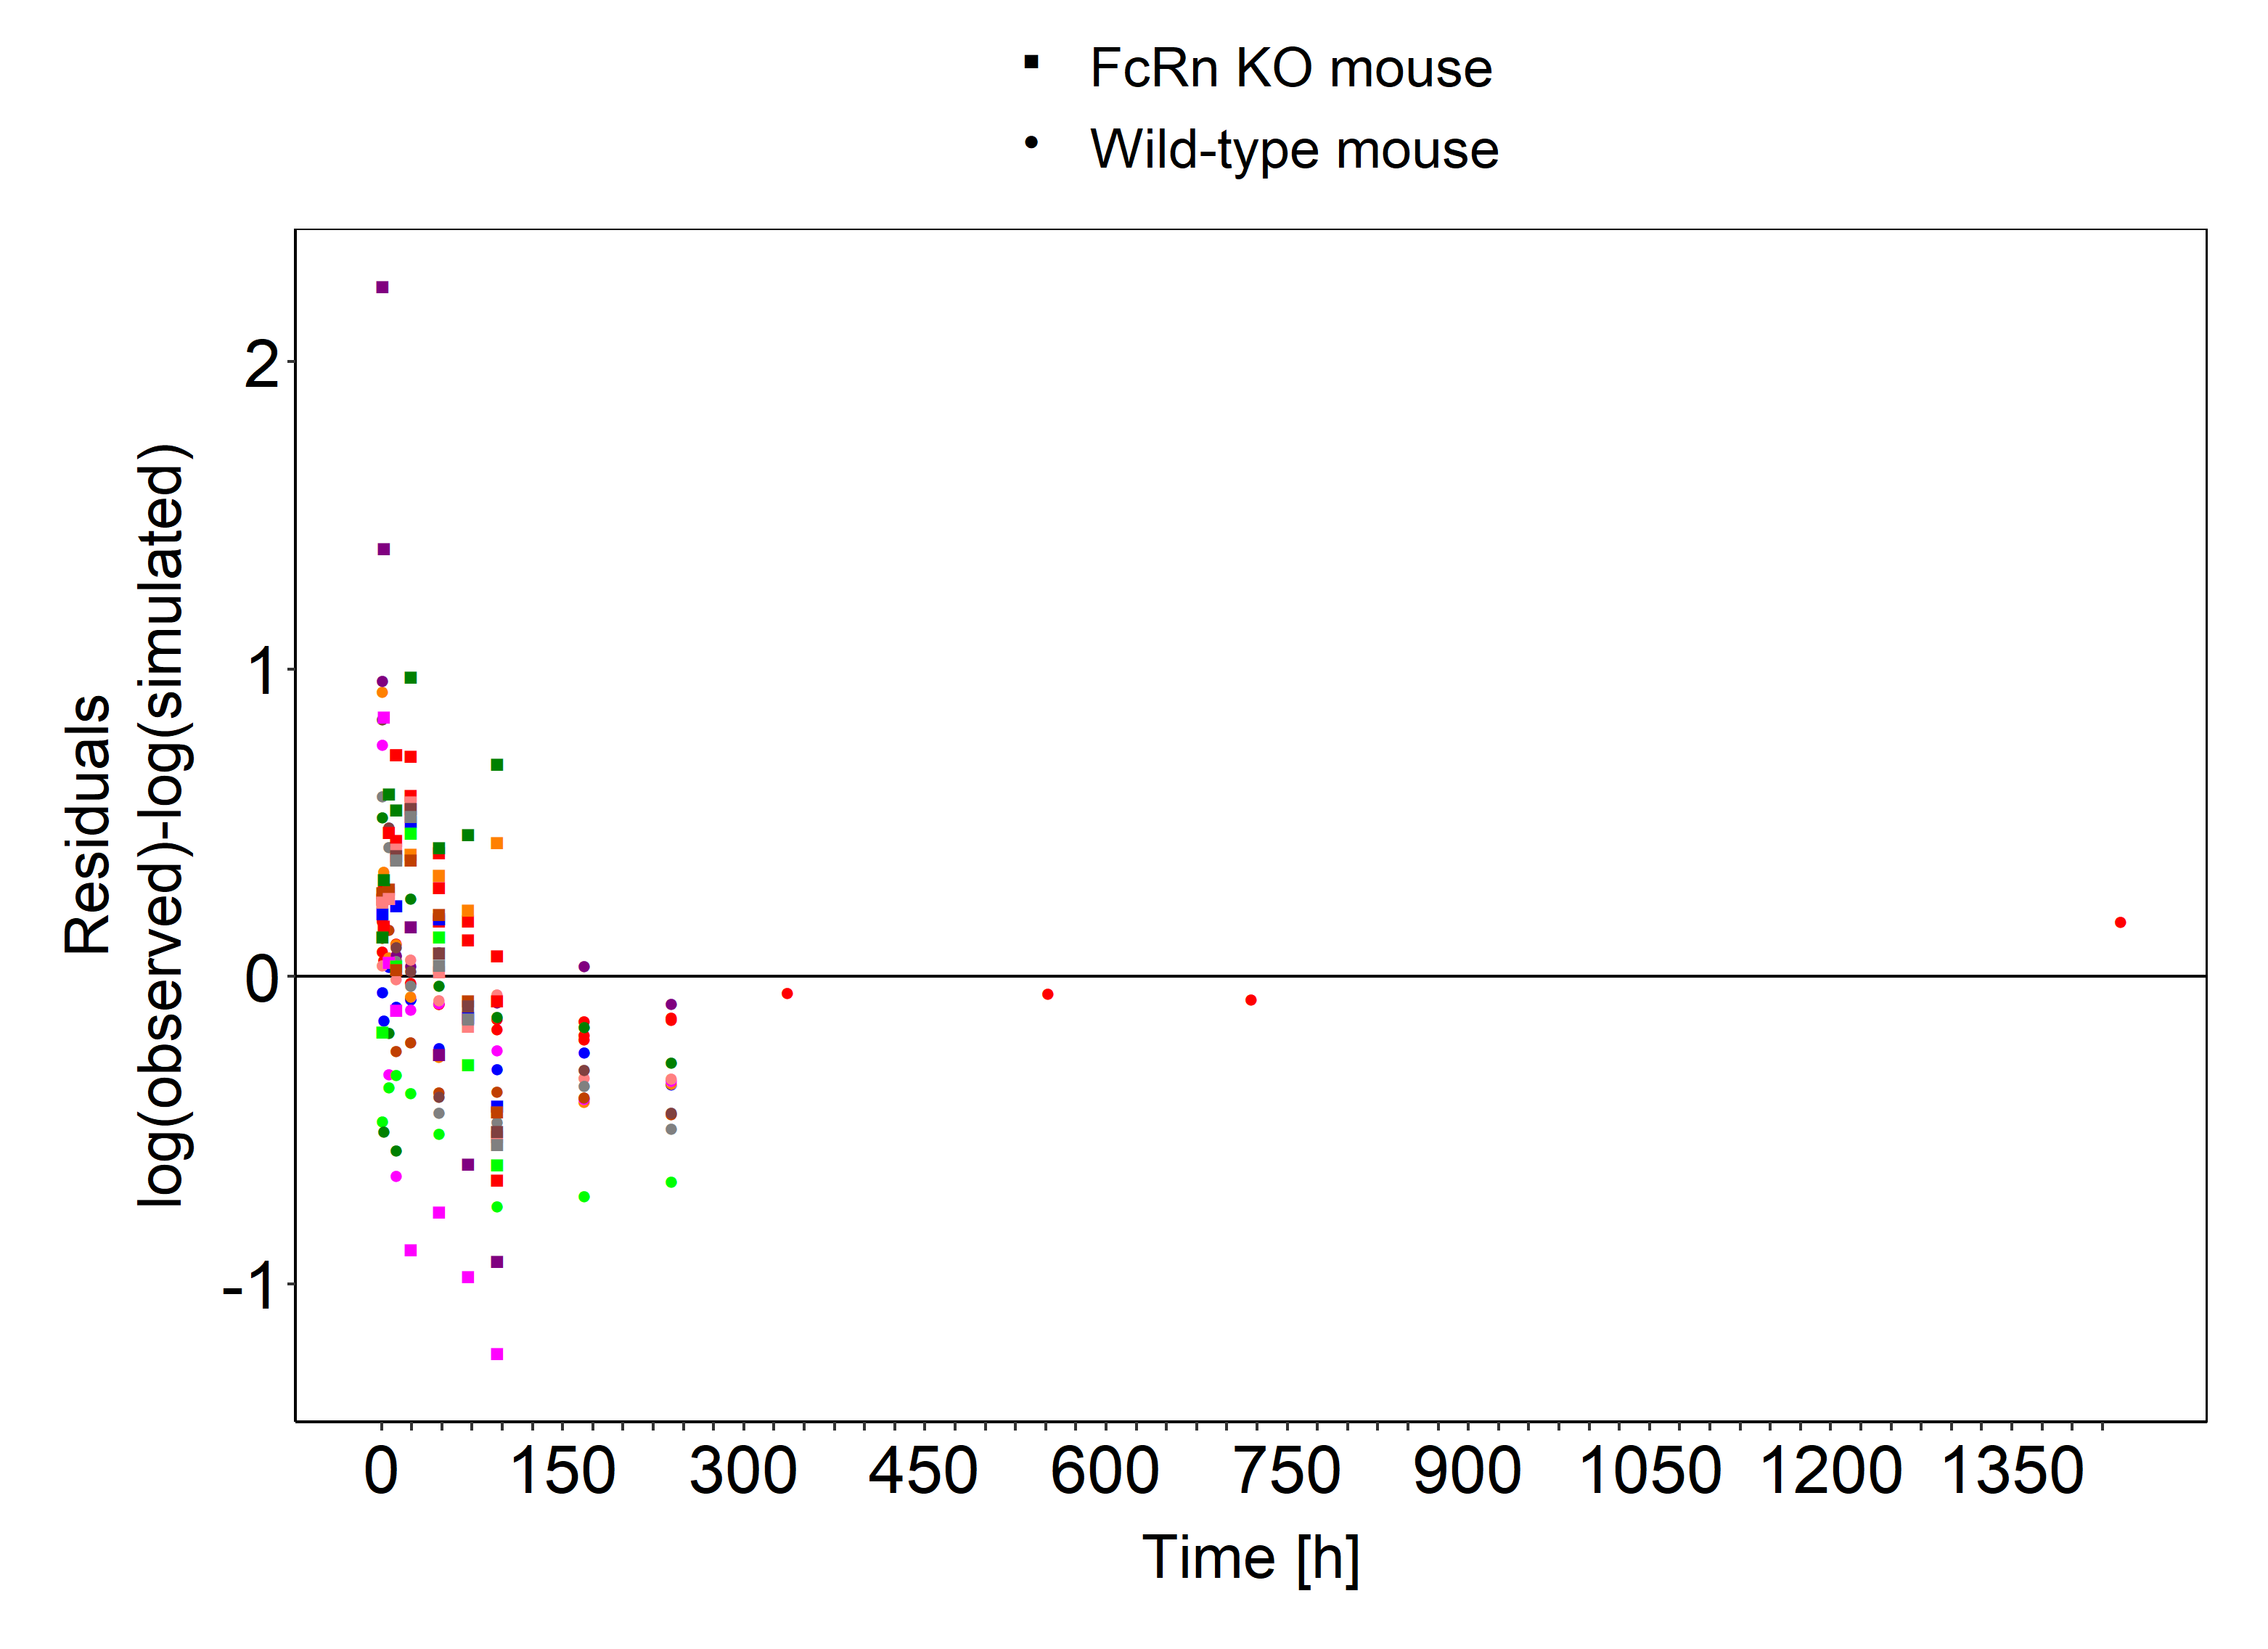 FcRn KO mouse
Wild-type mouse
Residuals
log(observed)-log(simulated)
2
1
0
-1
0 150 300 450 600 750 900 1050 1200 1350
Time [h]